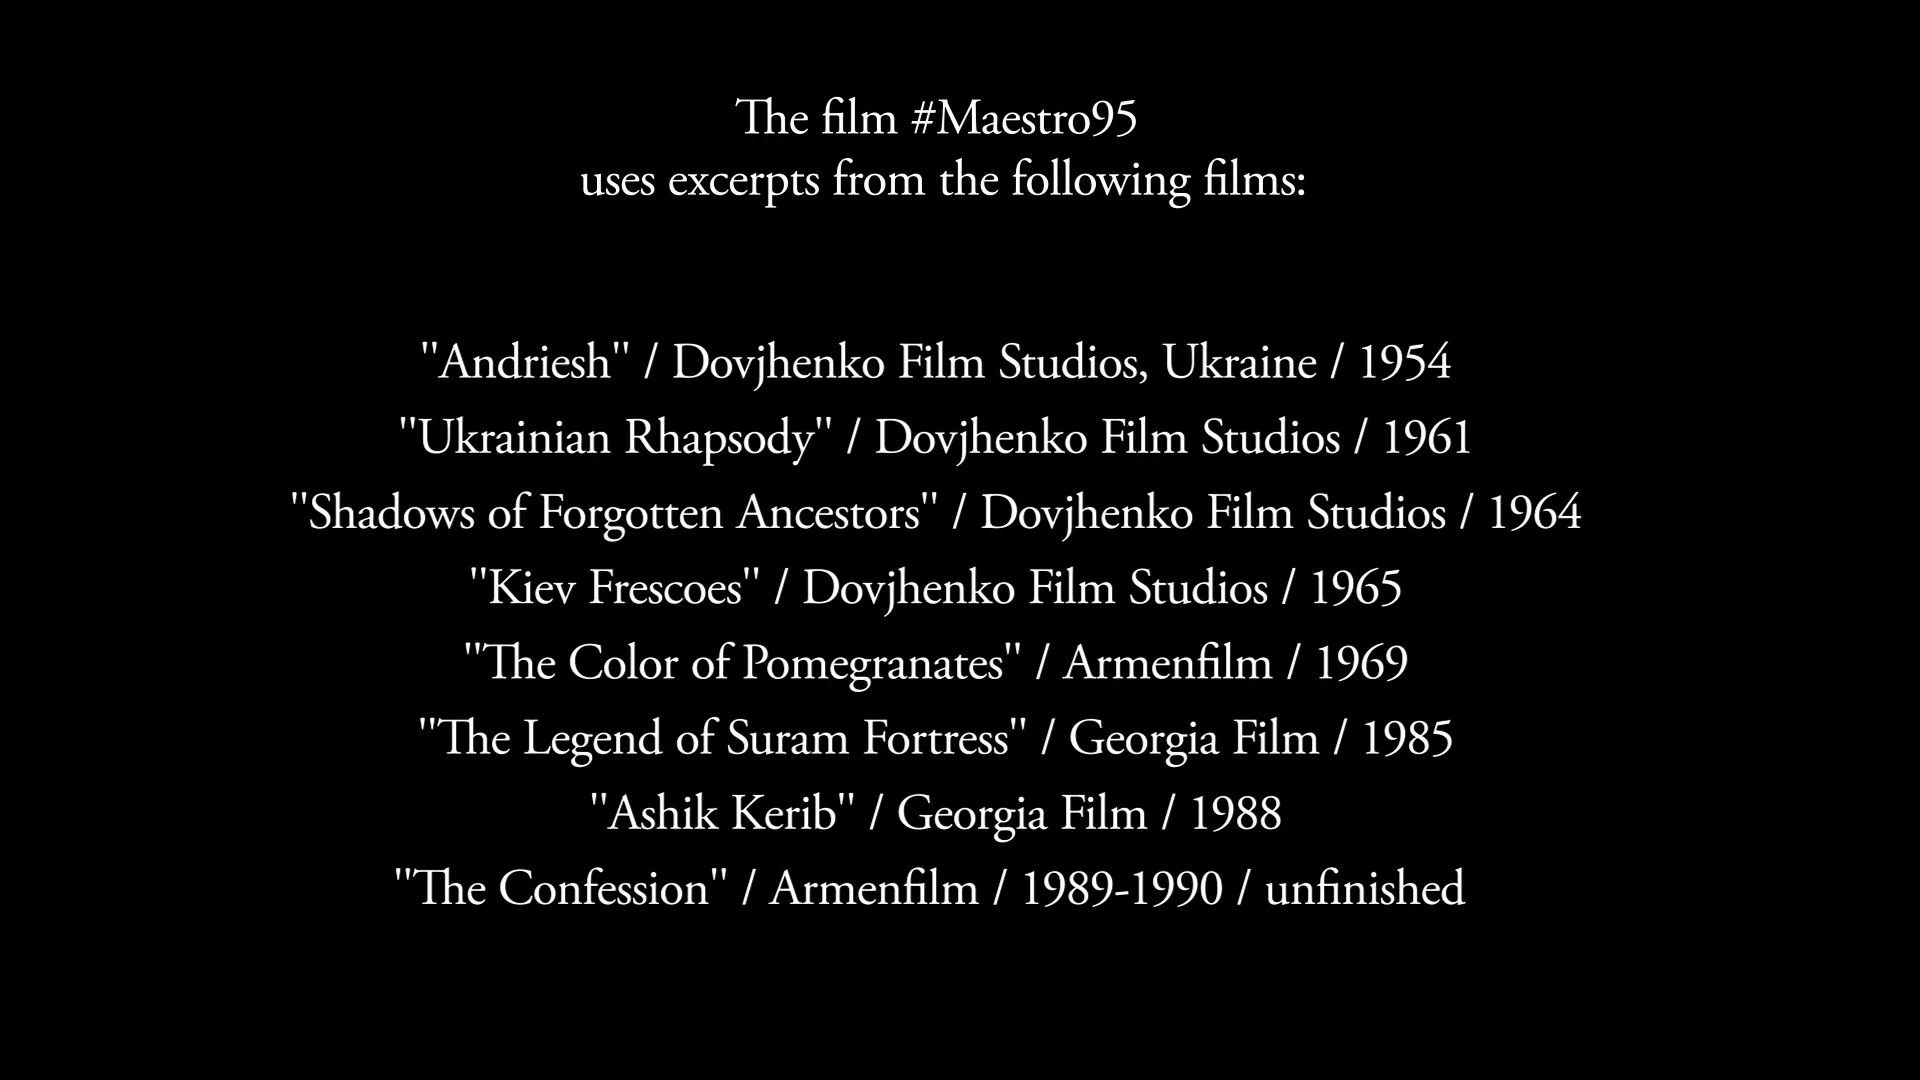 The film #Maestro95
uses excerpts from the following films:
"Andriesh" / Dovjhenko Film Studios, Ukraine / 1954
"Ukrainian Rhapsody" / Dovjhenko Film Studios / 1961
"Shadows of Forgotten Ancestors" / Dovjhenko Film Studios / 1964
"Kiev Frescoes" / Dovjhenko Film Studios / 1965
"The Color of Pomegranates" / Armenfilm / 1969
"The Legend of Suram Fortress" / Georgia Film / 1985
"Ashik Kerib" / Georgia Film / 1988
"The Confession" / Armenfilm / 1989-1990 / unfinished